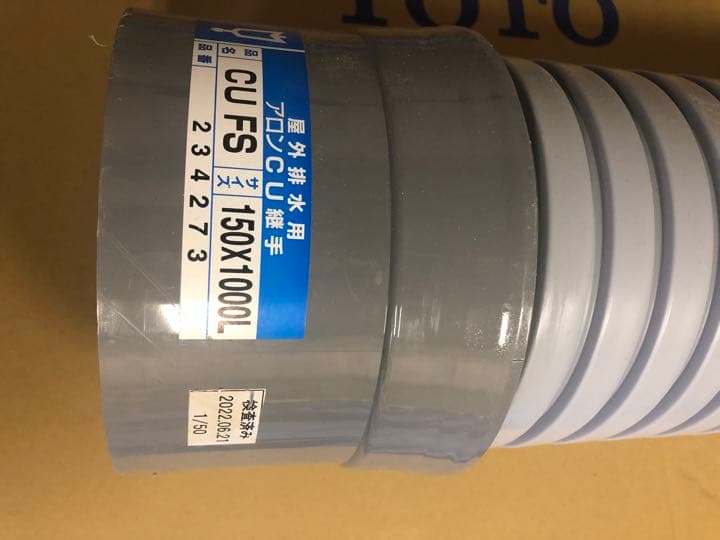 TOTO
屋外排水用
アロンCU継手
品名 CU FS サイズ 150X1000L
品番 234273
検査済み
2022.06.21
1/50